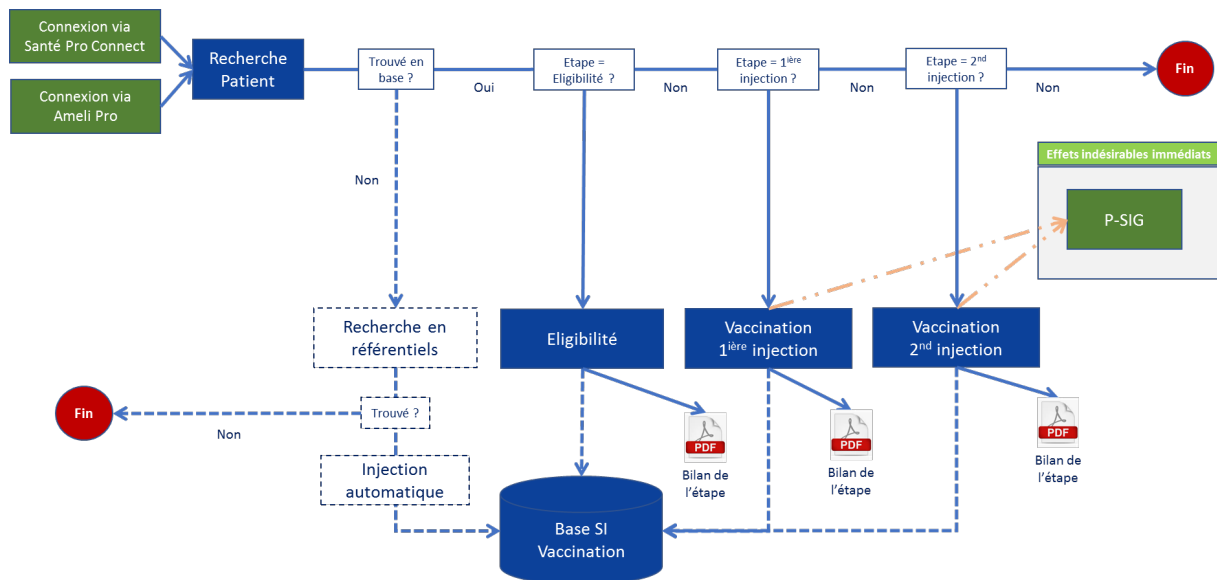 Connexion via
Santé Pro Connect
Connexion via
Ameli Pro
Recherche
Patient
Trouvé en
base ?
Oui
Etape =
Eligibilité ?
Non
Etape = 1ière
injection ?
Non
Etape = 2nd
injection ?
Non
Fin
Non
Effets indésirables immédiats
P-SIG
Recherche en
référentiels
Eligibilité
Vaccination
1ière injection
Vaccination
2nd injection
Fin
Non
Trouvé ?
PDF
Bilan de
l’étape
PDF
Bilan de
l’étape
PDF
Bilan de
l’étape
Injection
automatique
Base SI
Vaccination